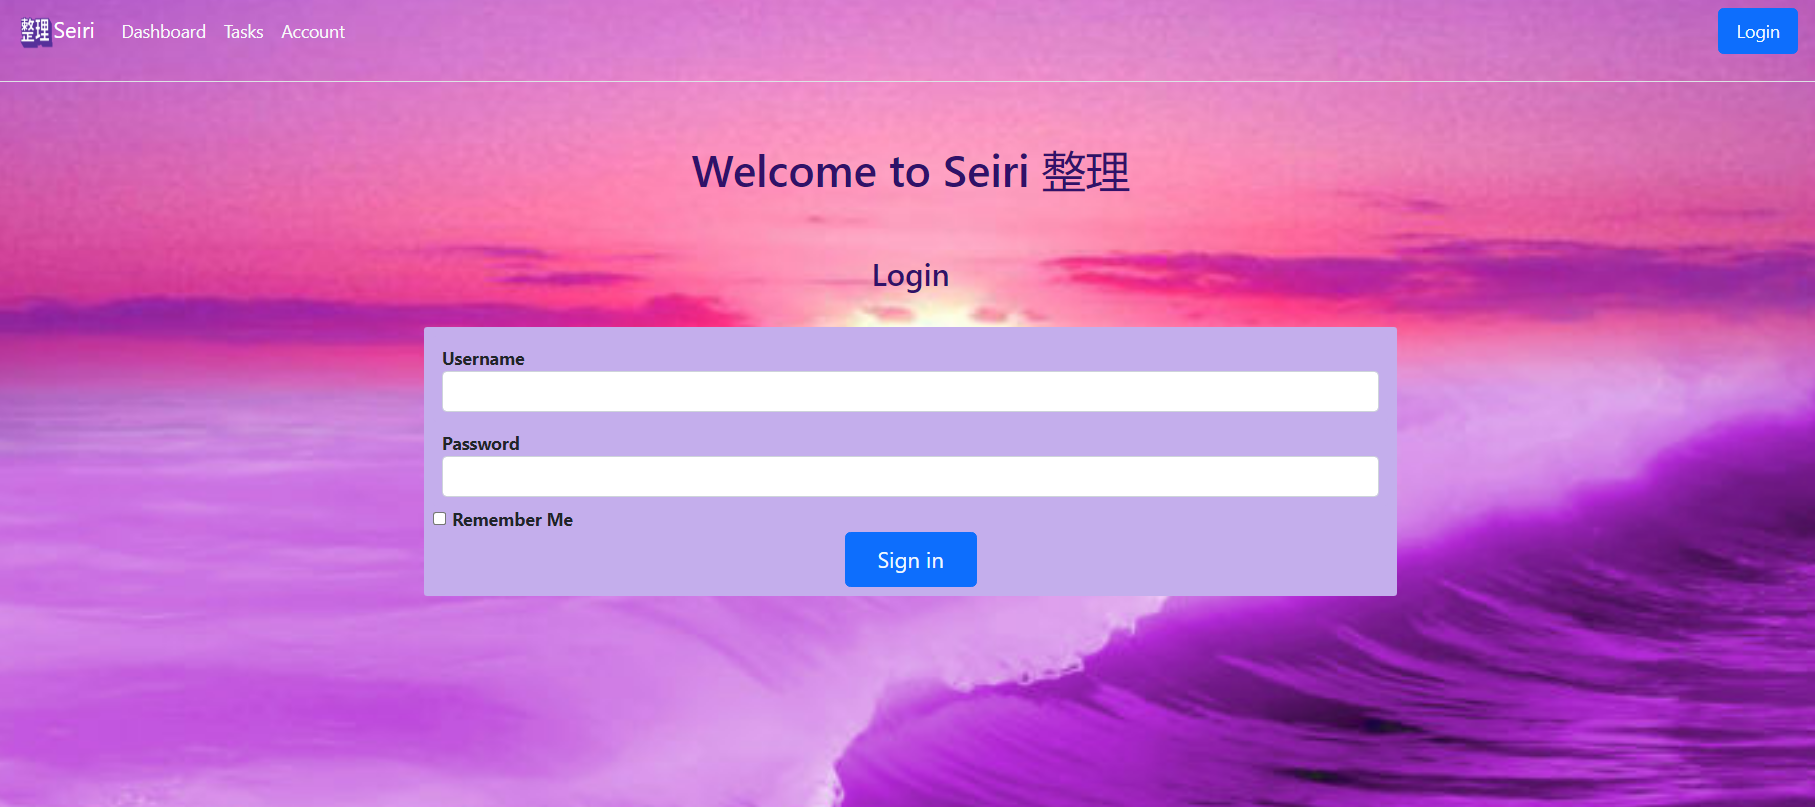 整理 Seiri Dashboard Tasks Account Login
Welcome to Seiri 整理
Login
Username
Password
Remember Me
Sign in